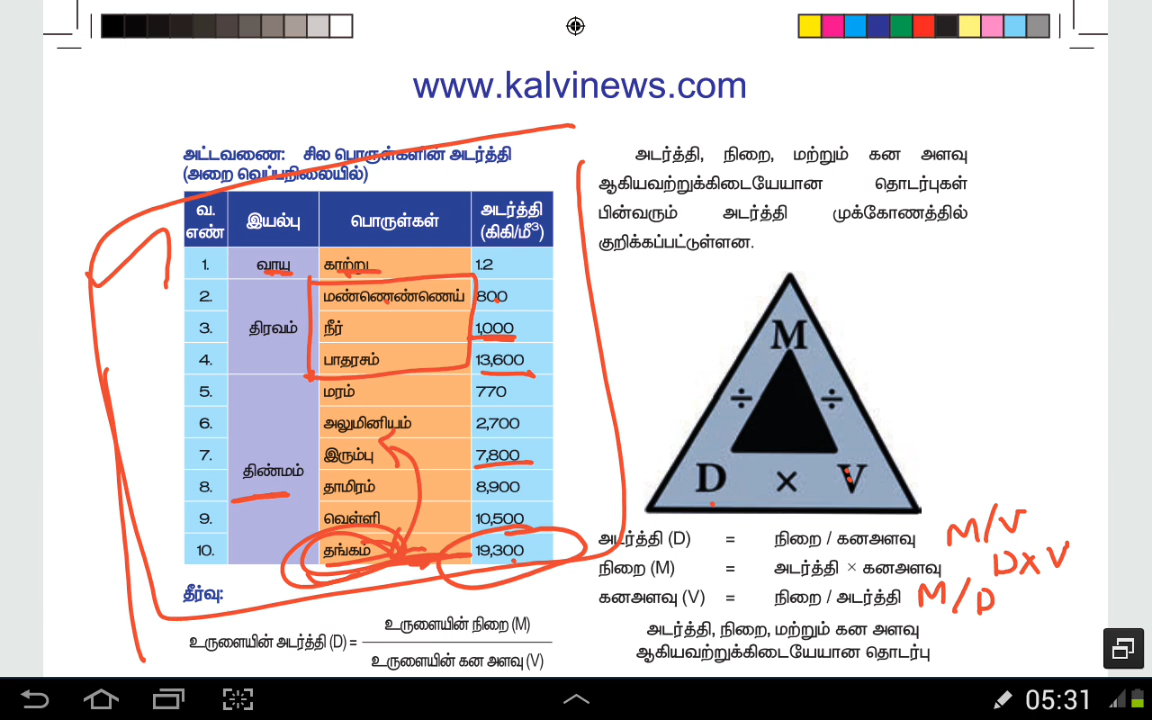 www.kalvinews.com
அட்டவணை: சில பொருள்களின் அடர்த்தி
(அறை வெப்பநிலையில்)
வ. எண் இயல்பு பொருள்கள் அடர்த்தி (கிகி/மீ³)
1. வாயு காற்று 1.2
2. மண்ணெண்ணெய் 800
3. திரவம் நீர் 1,000
4. பாதரசம் 13,600
5. மரம் 770
6. அலுமினியம் 2,700
7. இரும்பு 7,800
திண்மம்
8. தாமிரம் 8,900
9. வெள்ளி 10,500
10. தங்கம் 19,300
தீர்வு:
உருளையின் அடர்த்தி (D) = உருளையின் நிறை (M)
உருளையின் கன அளவு (V)
அடர்த்தி, நிறை, மற்றும் கன அளவு
ஆகியவற்றுக்கிடையேயான தொடர்புகள்
பின்வரும் அடர்த்தி முக்கோணத்தில்
குறிக்கப்பட்டுள்ளன.
M
÷ ÷
D × V
அடர்த்தி (D) = நிறை / கனஅளவு M/V
நிறை (M) = அடர்த்தி × கனஅளவு D×V
கனஅளவு (V) = நிறை / அடர்த்தி M/D
அடர்த்தி, நிறை, மற்றும் கன அளவு
ஆகியவற்றுக்கிடையேயான தொடர்பு
05:31